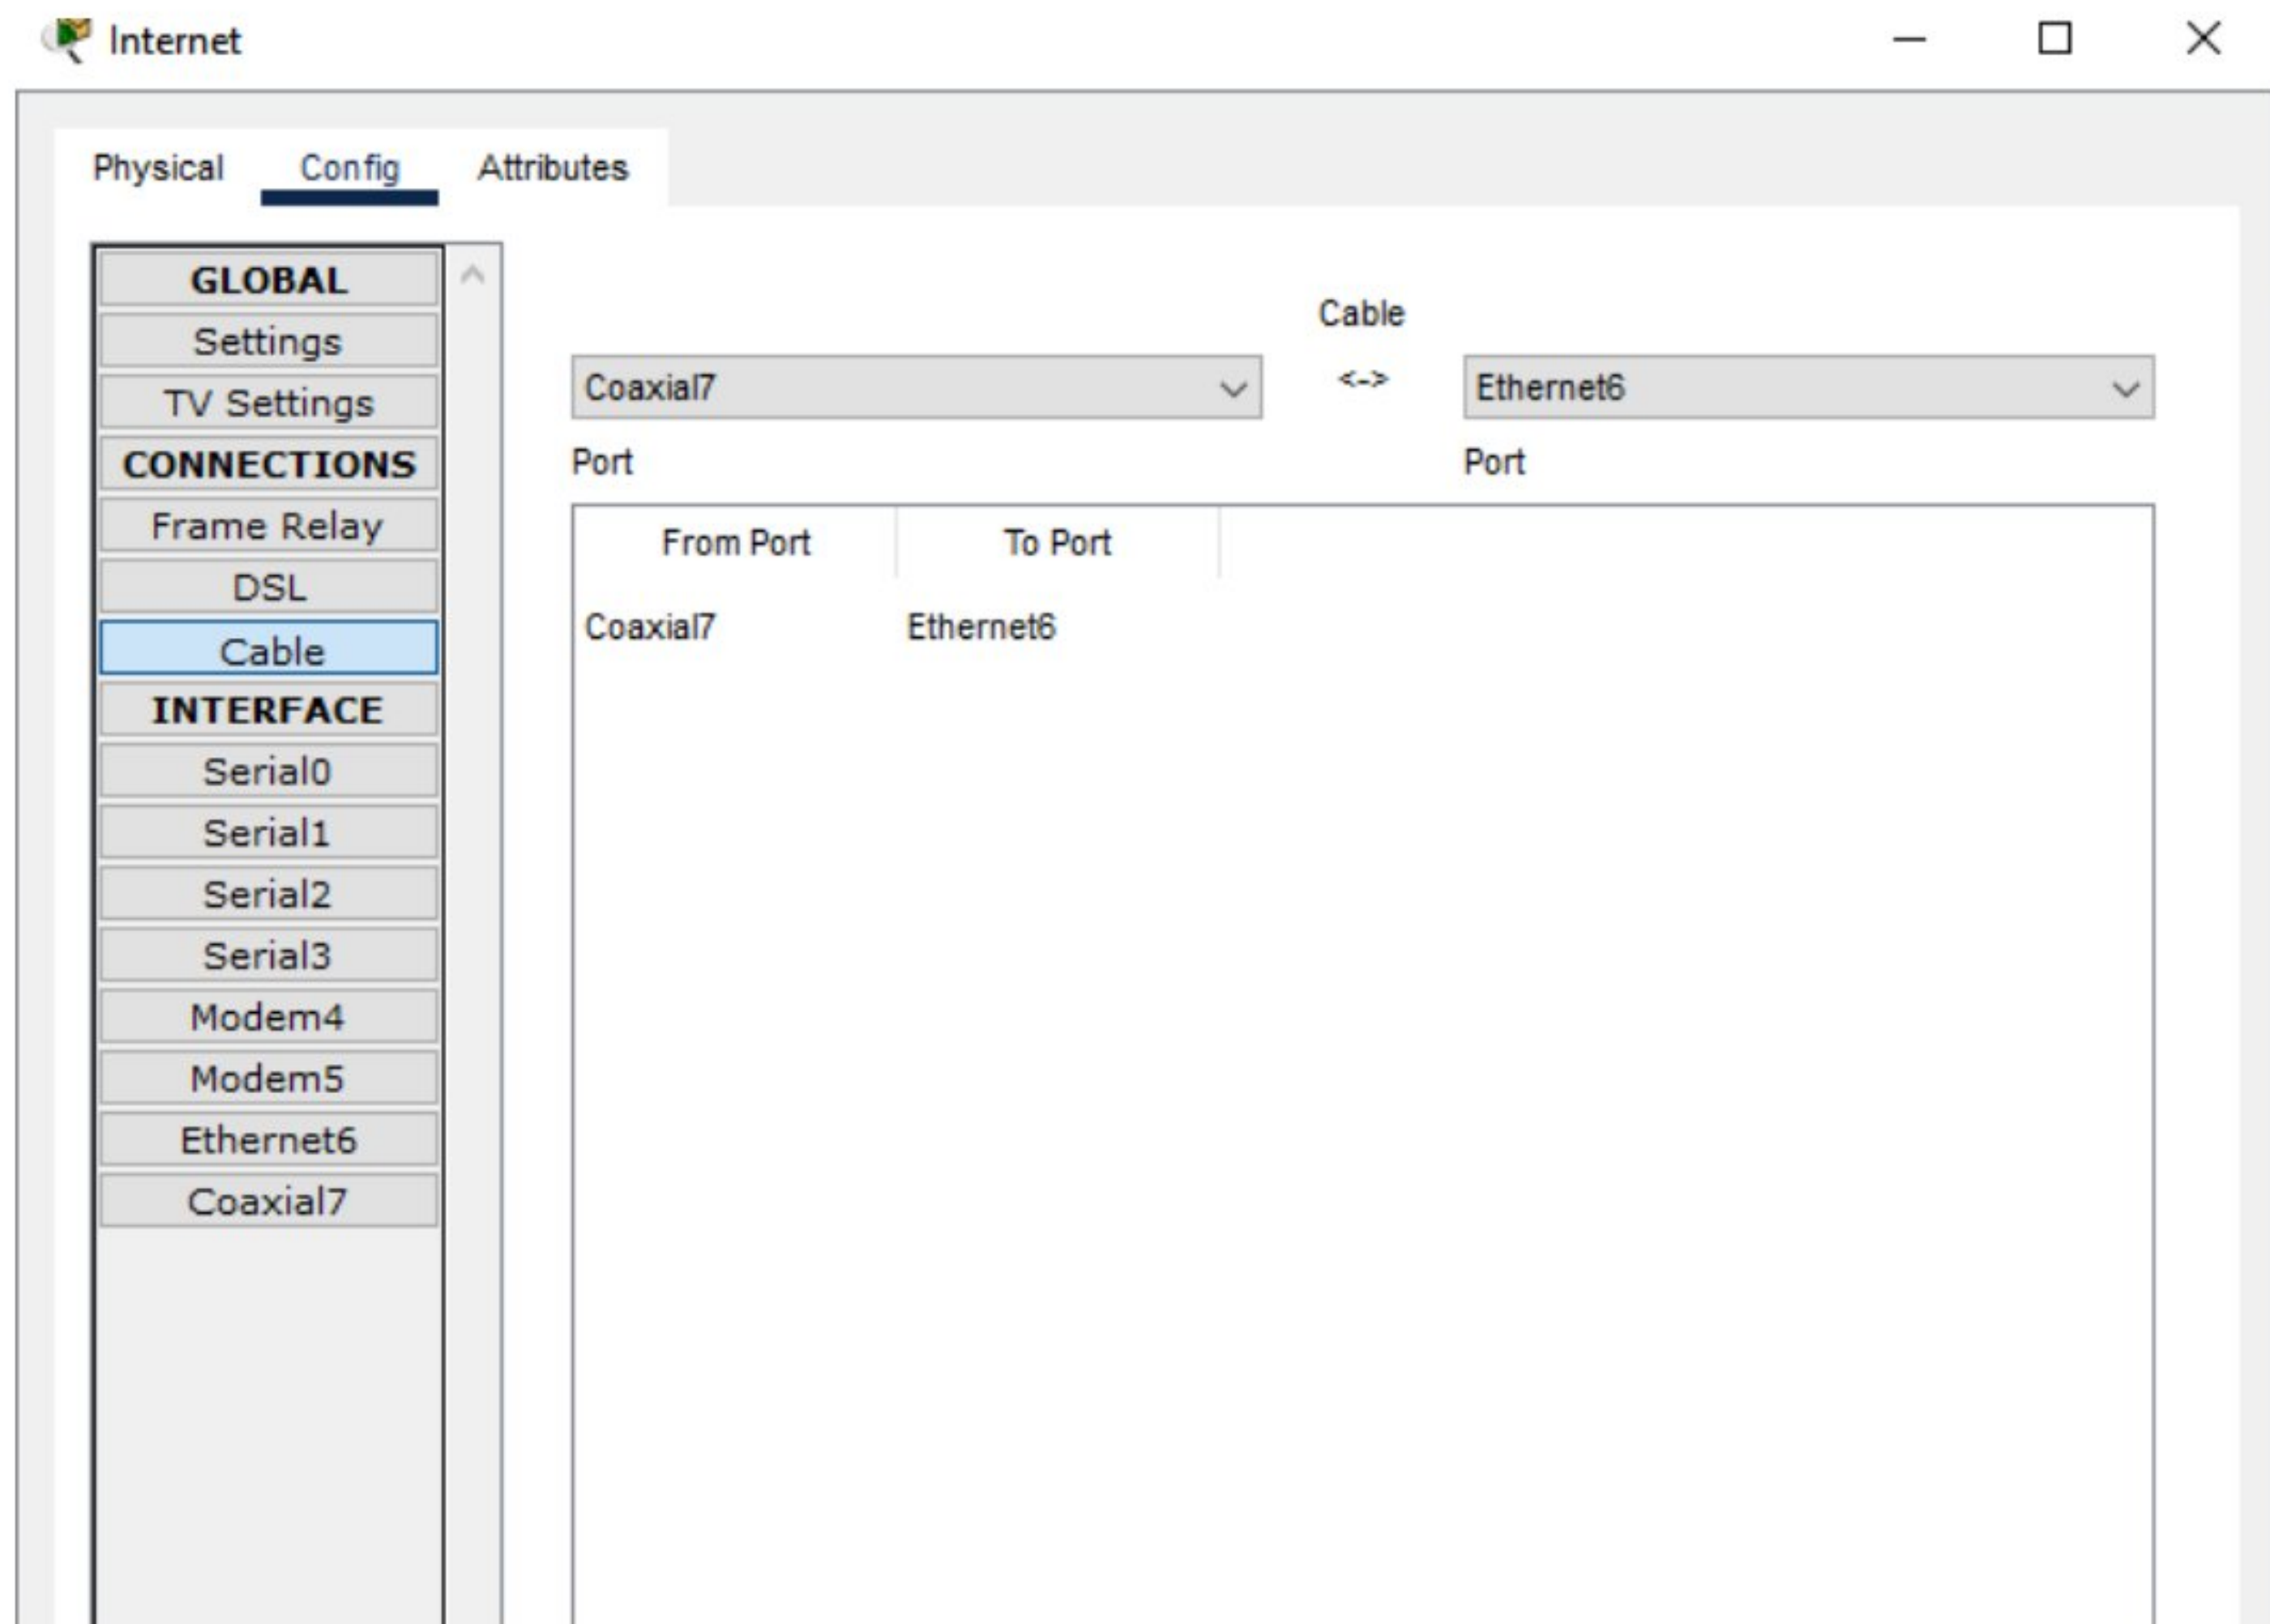 Internet
Physical Config Attributes
GLOBAL
Settings
TV Settings
CONNECTIONS
Frame Relay
DSL
Cable
INTERFACE
Serial0
Serial1
Serial2
Serial3
Modem4
Modem5
Ethernet6
Coaxial7
Cable
Coaxial7 <-> Ethernet6
Port Port
From Port To Port
Coaxial7 Ethernet6